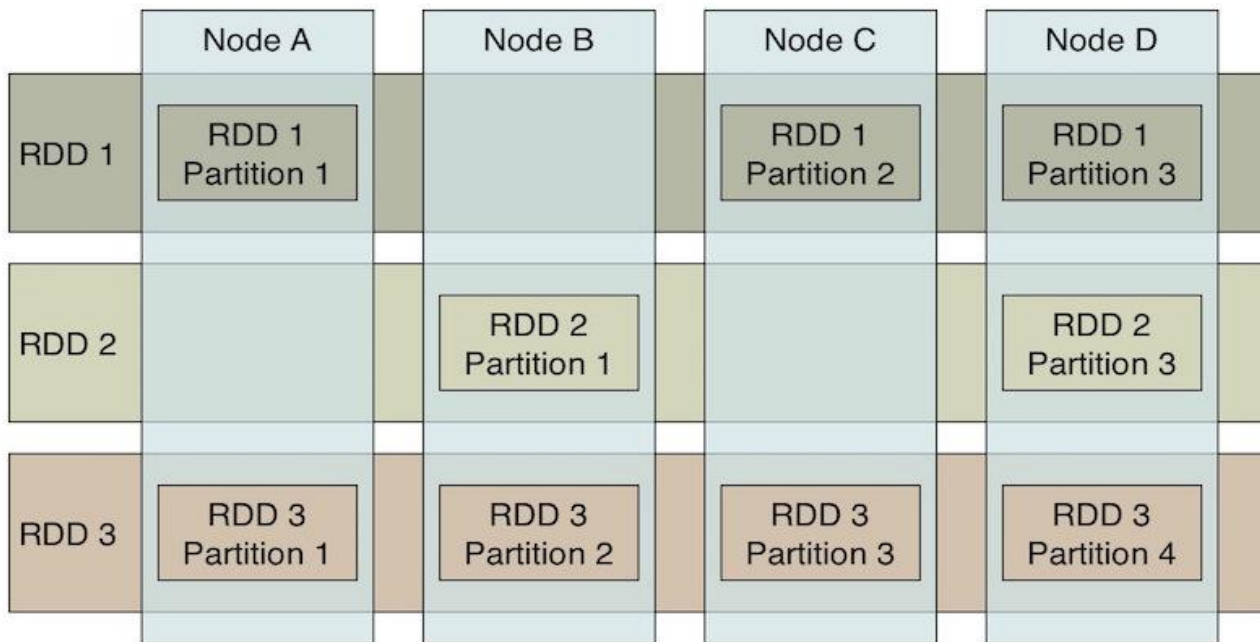 Node A
Node B
Node C
Node D
RDD 1
RDD 1
Partition 1
RDD 1
Partition 2
RDD 1
Partition 3
RDD 2
RDD 2
Partition 1
RDD 2
Partition 3
RDD 3
RDD 3
Partition 1
RDD 3
Partition 2
RDD 3
Partition 3
RDD 3
Partition 4